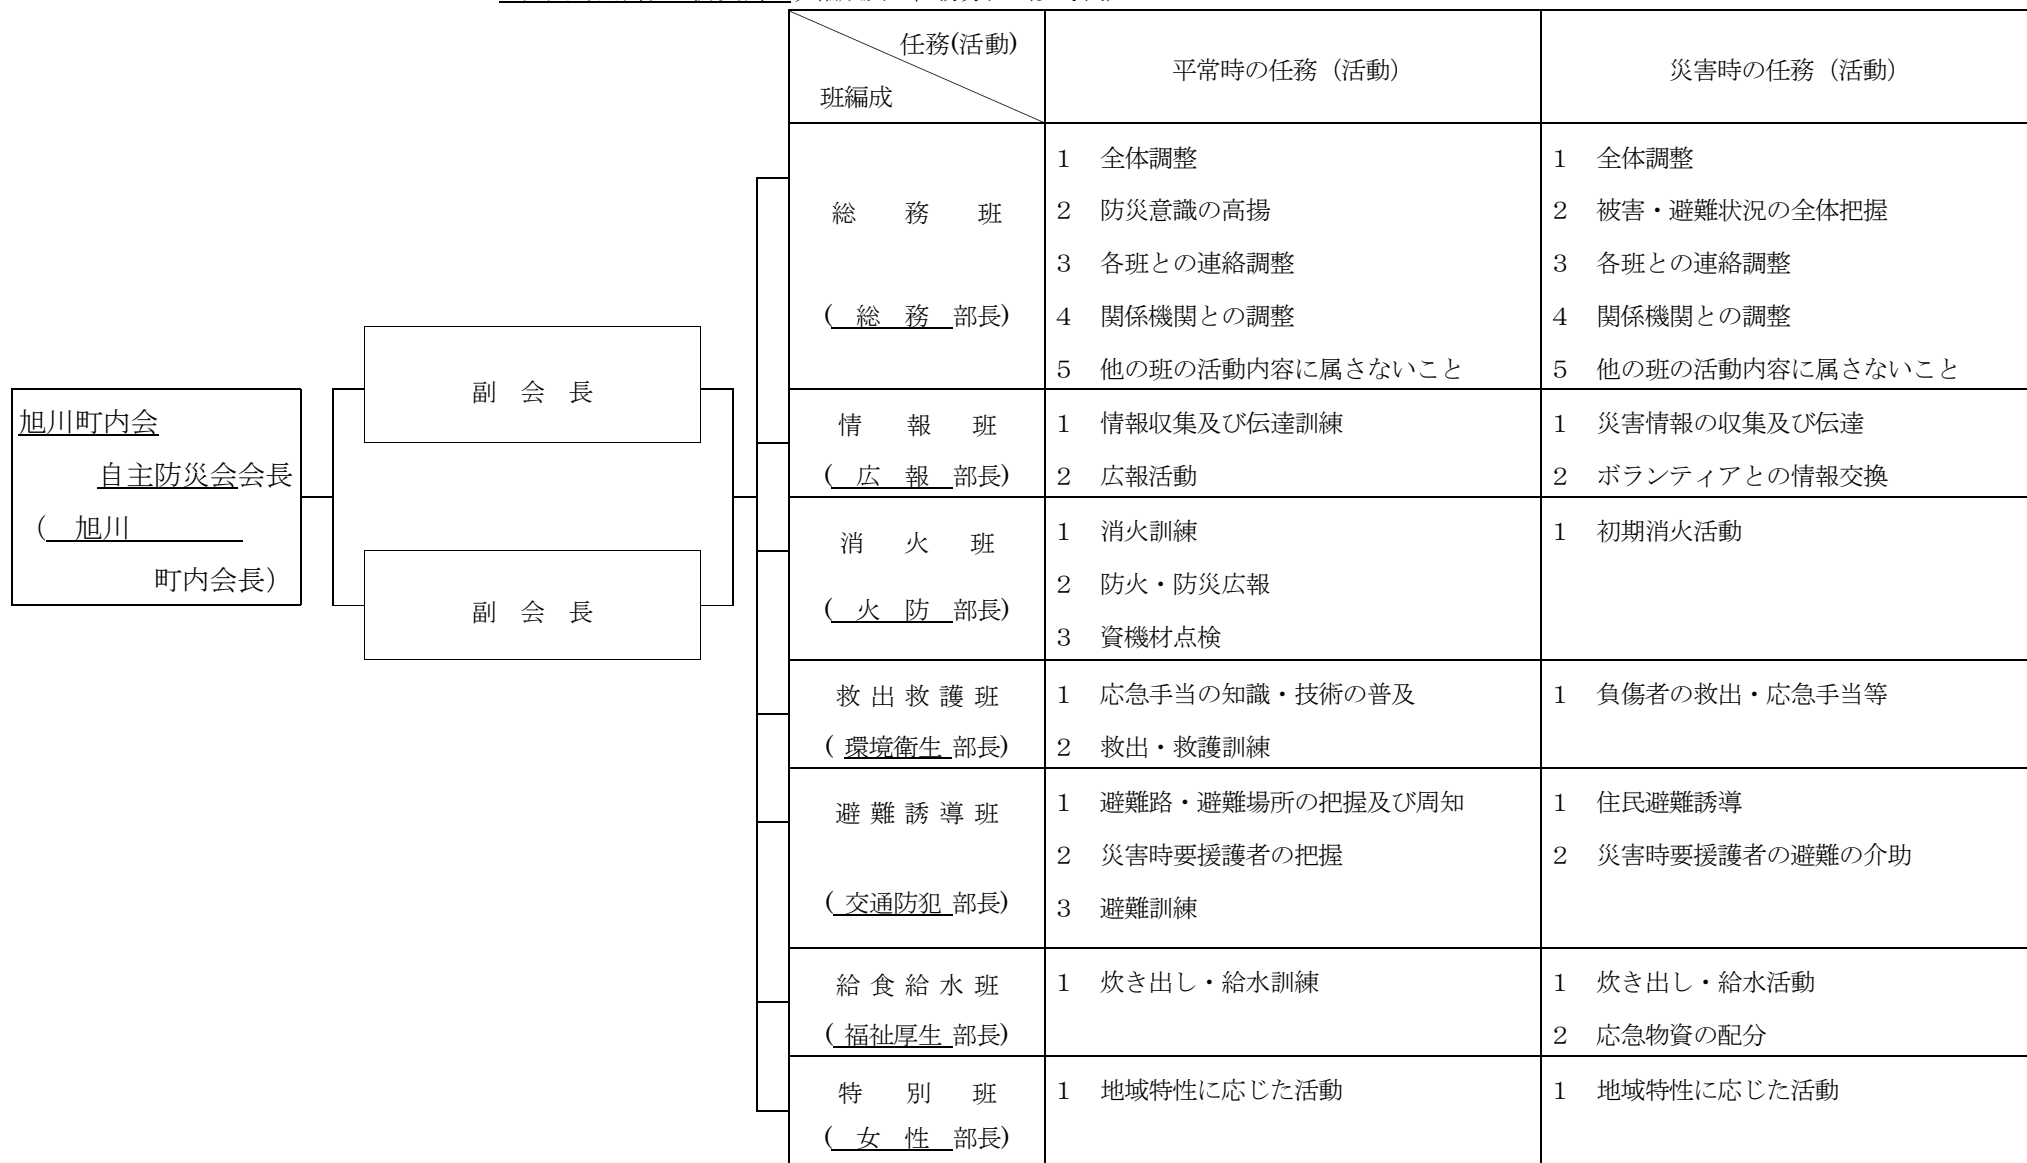 任務(活動)
班編成
平常時の任務（活動）
災害時の任務（活動）
旭川町内会
自主防災会会長
（　旭川
町内会長）
副　会　長
副　会　長
総　務　班
(　総　務　部長)
1　全体調整
2　防災意識の高揚
3　各班との連絡調整
4　関係機関との調整
5　他の班の活動内容に属さないこと
1　全体調整
2　被害・避難状況の全体把握
3　各班との連絡調整
4　関係機関との調整
5　他の班の活動内容に属さないこと
情　報　班
(　広　報　部長)
1　情報収集及び伝達訓練
2　広報活動
1　災害情報の収集及び伝達
2　ボランティアとの情報交換
消　火　班
(　火　防　部長)
1　消火訓練
2　防火・防災広報
3　資機材点検
1　初期消火活動
救 出 救 護 班
( 環境衛生 部長)
1　応急手当の知識・技術の普及
2　救出・救護訓練
1　負傷者の救出・応急手当等
避 難 誘 導 班
( 交通防犯 部長)
1　避難路・避難場所の把握及び周知
2　災害時要援護者の把握
3　避難訓練
1　住民避難誘導
2　災害時要援護者の避難の介助
給 食 給 水 班
( 福祉厚生 部長)
1　炊き出し・給水訓練
1　炊き出し・給水活動
2　応急物資の配分
特　別　班
(　女　性　部長)
1　地域特性に応じた活動
1　地域特性に応じた活動